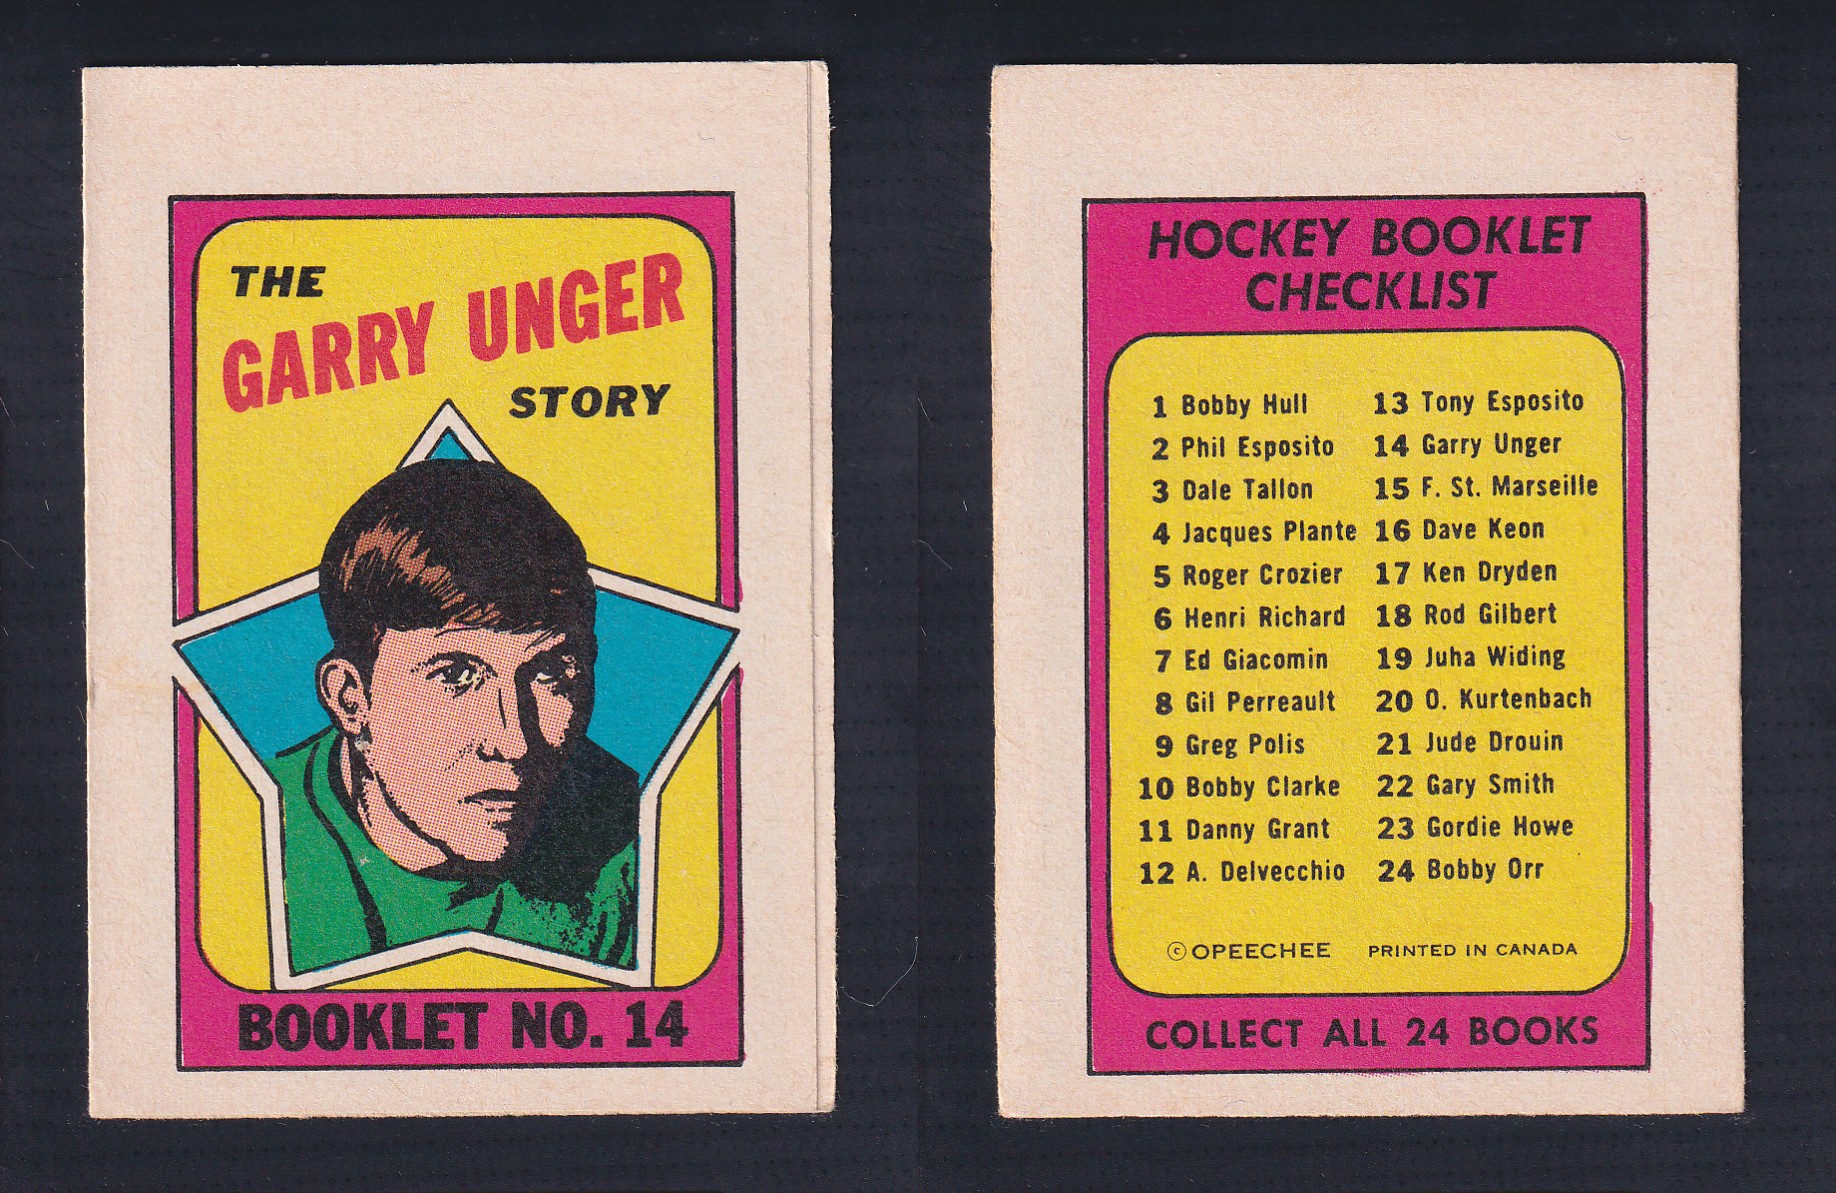 THE
GARRY UNGER
STORY
BOOKLET NO. 14
HOCKEY BOOKLET
CHECKLIST
1 Bobby Hull
2 Phil Esposito
3 Dale Tallon
4 Jacques Plante
5 Roger Crozier
6 Henri Richard
7 Ed Giacomin
8 Gil Perreault
9 Greg Polis
10 Bobby Clarke
11 Danny Grant
12 A. Delvecchio
13 Tony Esposito
14 Garry Unger
15 F. St. Marseille
16 Dave Keon
17 Ken Dryden
18 Rod Gilbert
19 Juha Widing
20 O. Kurtenbach
21 Jude Drouin
22 Gary Smith
23 Gordie Howe
24 Bobby Orr
© OPEECHEE PRINTED IN CANADA
COLLECT ALL 24 BOOKS